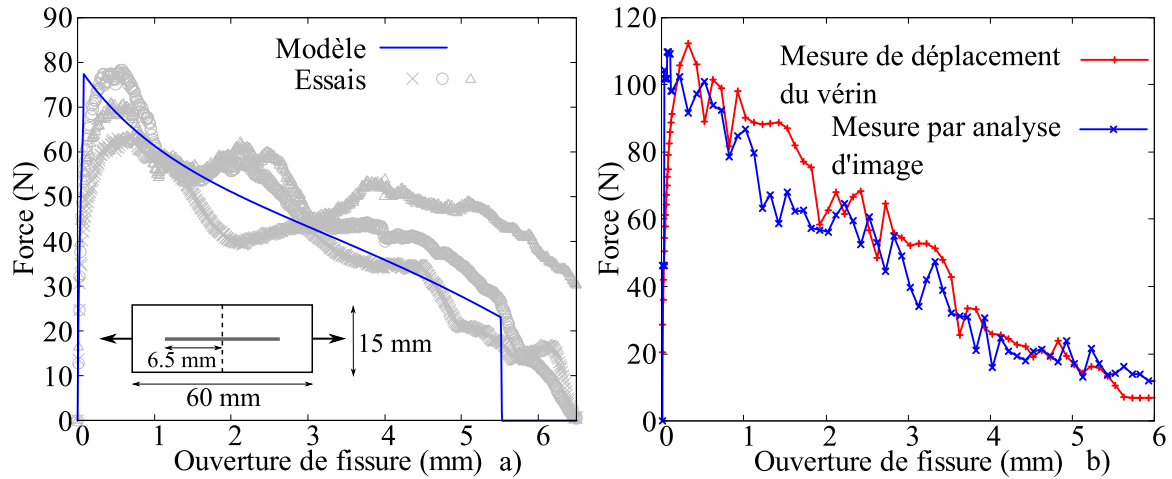 90
80
70
60
50
40
30
20
10
0
Force (N)
Modèle
Essais
6.5 mm
15 mm
60 mm
0 1 2 3 4 5 6
Ouverture de fissure (mm) a)
120
100
80
60
40
20
0
Force (N)
Mesure de déplacement
du vérin
Mesure par analyse
d'image
0 1 2 3 4 5 6
Ouverture de fissure (mm) b)